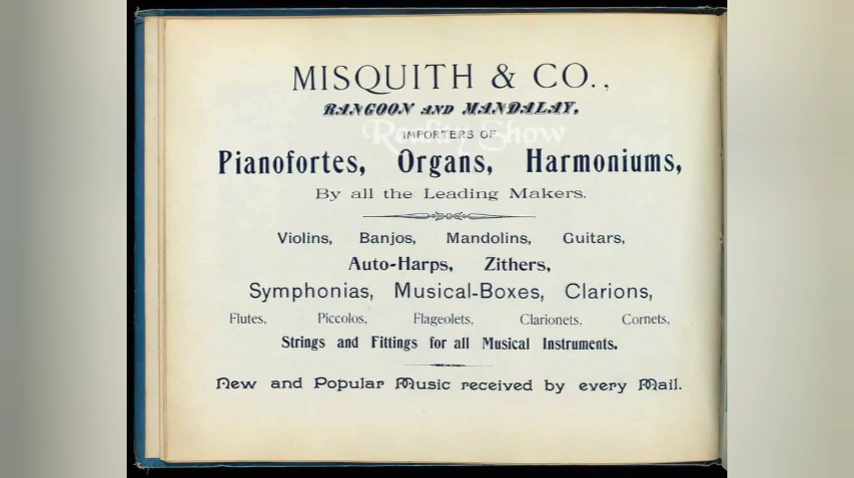 MISQUITH & CO.,
RANGOON AND MANDALAY,
IMPORTERS OF
Reality Show
Pianofortes, Organs, Harmoniums,
By all the Leading Makers.
Violins, Banjos, Mandolins, Guitars,
Auto-Harps, Zithers,
Symphonias, Musical-Boxes, Clarions,
Flutes, Piccolos, Flageolets, Clarionets, Cornets,
Strings and Fittings for all Musical Instruments.
New and Popular Music received by every Mail.